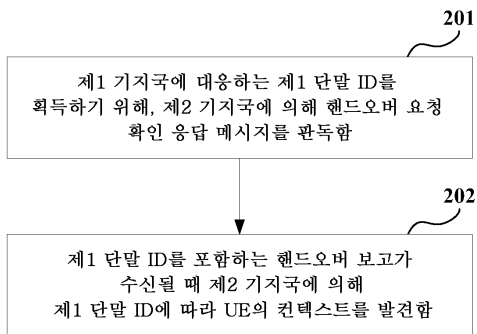 201
제1 기지국에 대응하는 제1 단말 ID를
획득하기 위해, 제2 기지국에 의해 핸드오버 요청
확인 응답 메시지를 판독함
202
제1 단말 ID를 포함하는 핸드오버 보고가
수신될 때 제2 기지국에 의해
제1 단말 ID에 따라 UE의 컨텍스트를 발견함